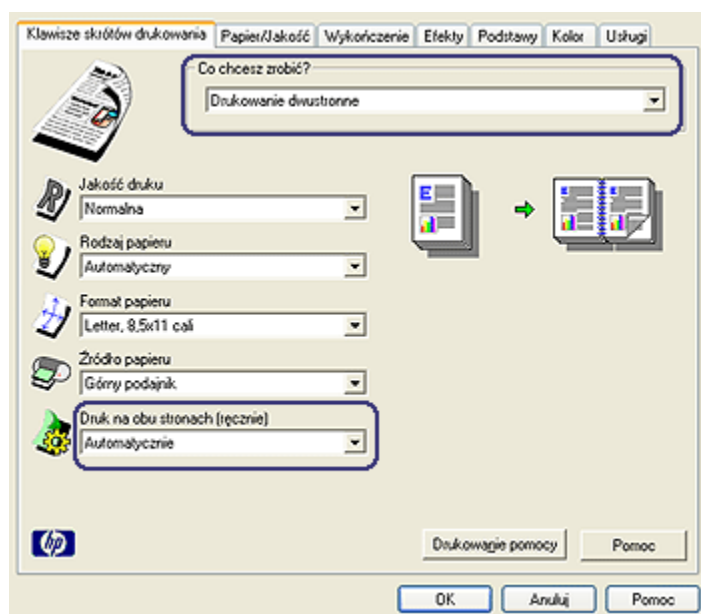 Klawisze skrótów drukowania Papier/Jakość Wykończenie Efekty Podstawy Kolor Usługi
Co chcesz zrobić?
Drukowanie dwustronne
Jakość druku
Normalna
Rodzaj papieru
Automatyczny
Format papieru
Letter, 8,5x11 cali
Źródło papieru
Górny podajnik
Druk na obu stronach (ręcznie)
Automatycznie
hp
Drukowanie pomocy Pomoc
OK Anuluj Pomoc